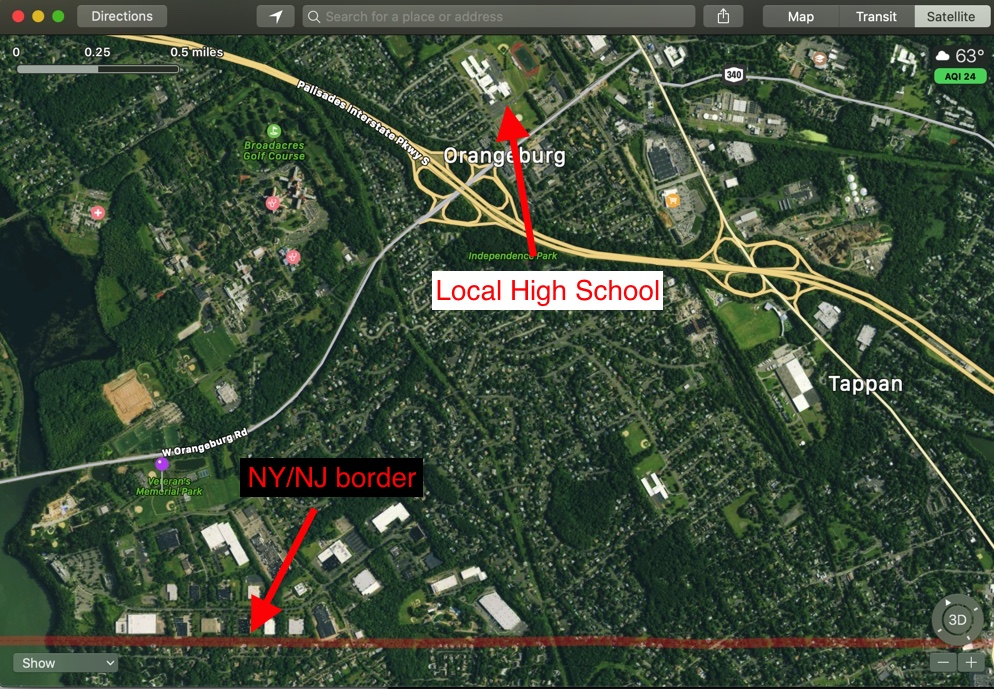 Directions
Search for a place or address
Map
Transit
Satellite
0
0.25
0.5 miles
63°
AQI 24
340
Palisades Interstate Pkwy S
Broadacres
Golf Course
Orangeburg
Independence Park
Local High School
Tappan
W Orangeburg Rd
Veteran's
Memorial Park
NY/NJ border
3D
Show